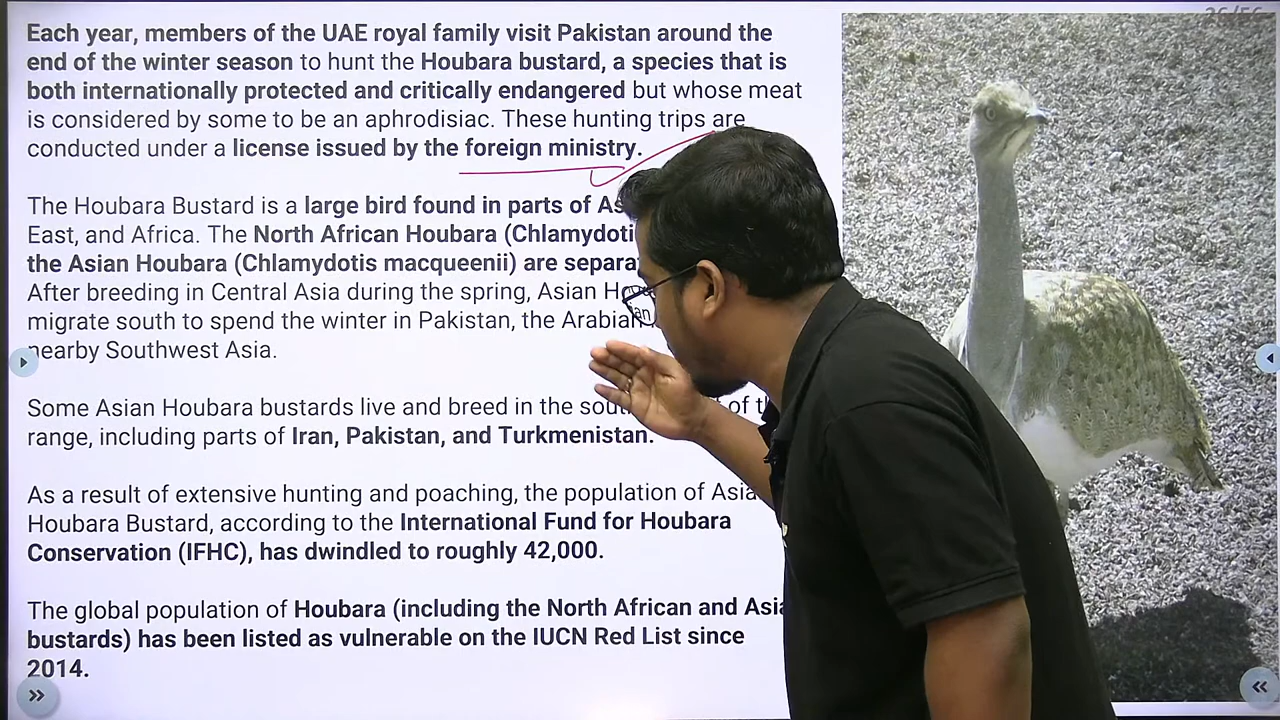 26/56
Each year, members of the UAE royal family visit Pakistan around the
end of the winter season to hunt the Houbara bustard, a species that is
both internationally protected and critically endangered but whose meat
is considered by some to be an aphrodisiac. These hunting trips are
conducted under a license issued by the foreign ministry.
The Houbara Bustard is a large bird found in parts of
East, and Africa. The North African Houbara
the Asian Houbara (Chlamydotis macqueenii) are
After breeding in Central Asia during the spring, Asian
migrate south to spend the winter in Pakistan, the Arabian
nearby Southwest Asia.
Some Asian Houbara bustards live and breed in the of
range, including parts of Iran, Pakistan, and Turkmenistan.
As a result of extensive hunting and poaching, the population of
Houbara Bustard, according to the International Fund for Houbara
Conservation (IFHC), has dwindled to roughly 42,000.
The global population of Houbara (including the North African and
bustards) has been listed as vulnerable on the IUCN Red List since
2014.